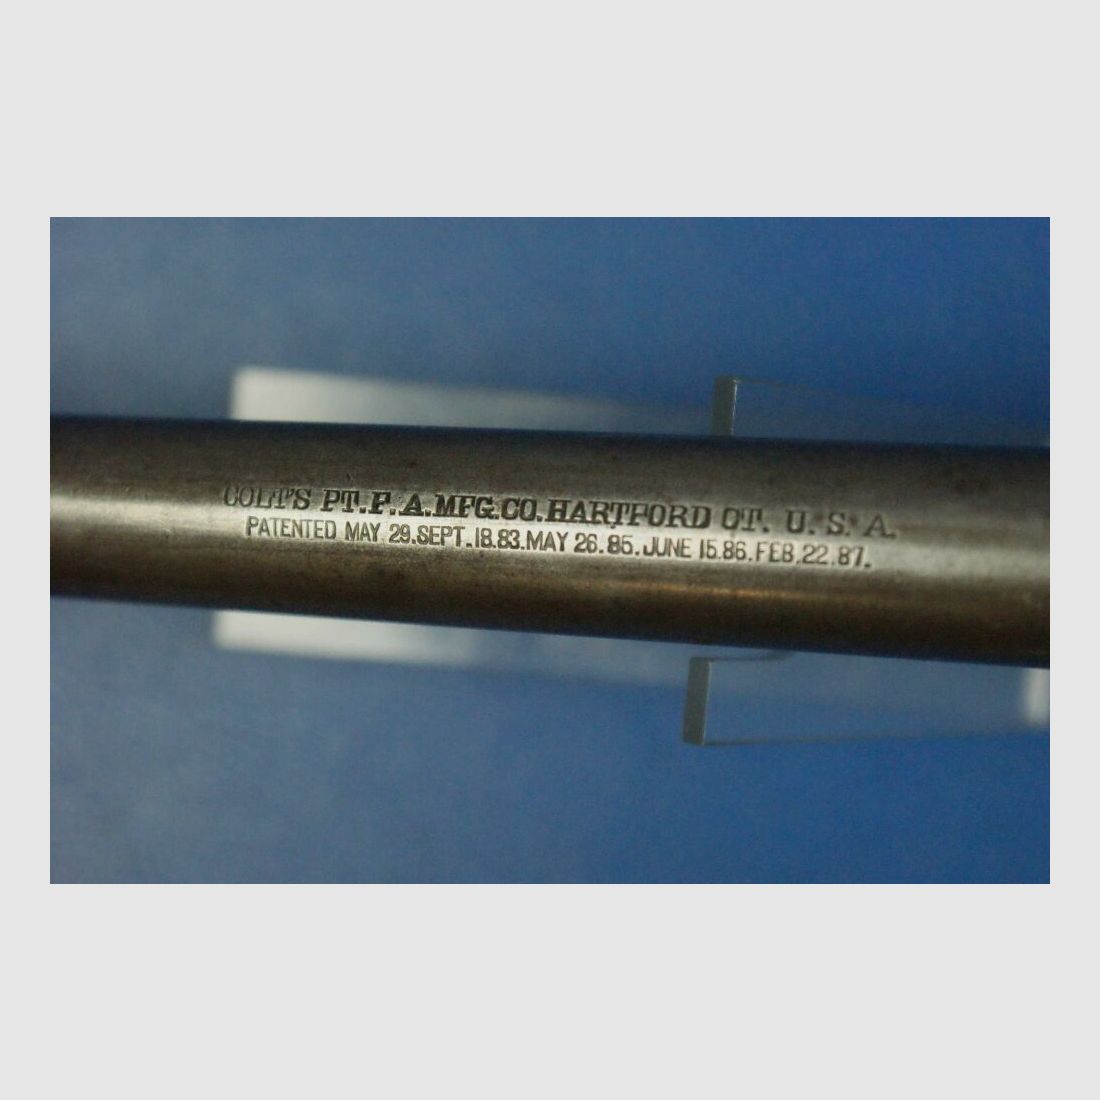 COLT'S PT.F.A.MFG.CO.HARTFORD CT. U. S. A.
PATENTED MAY 29.SEPT.18.83.MAY 26.85.JUNE 15.86.FEB.22.87.